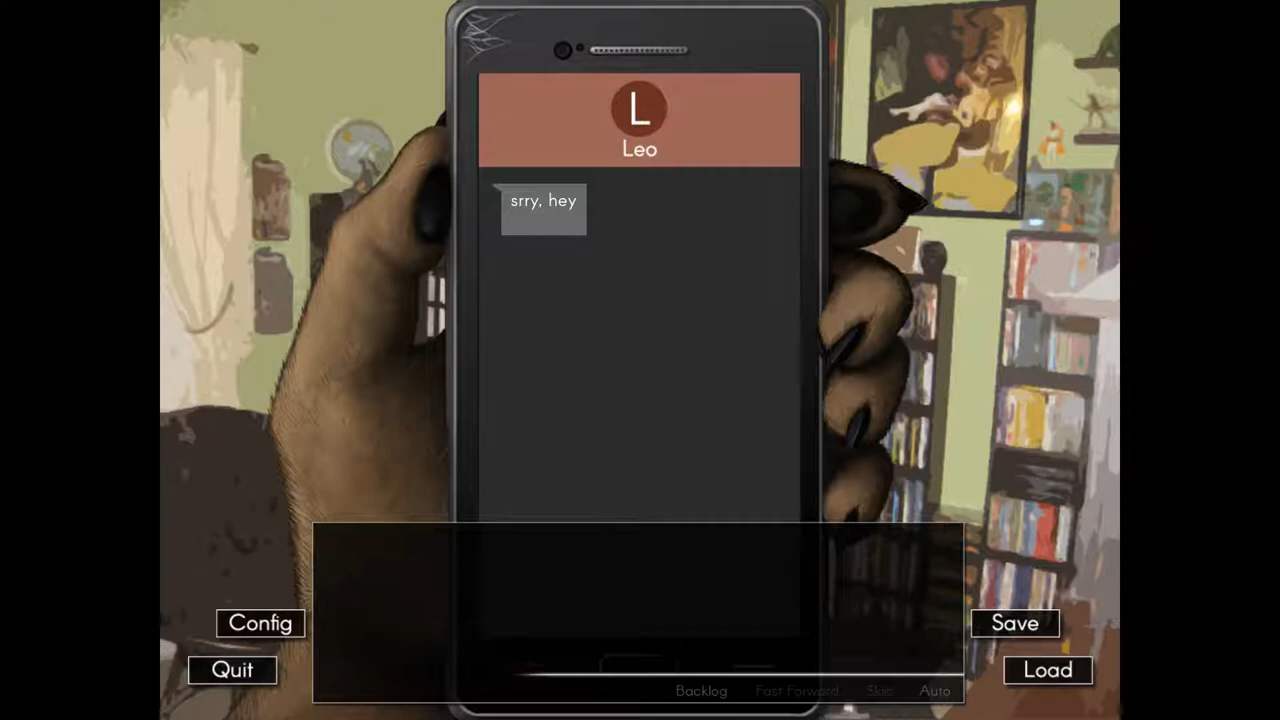 L
Leo
srry, hey
Config
Save
Quit
Load
Backlog
Fast Forward
Skip
Auto